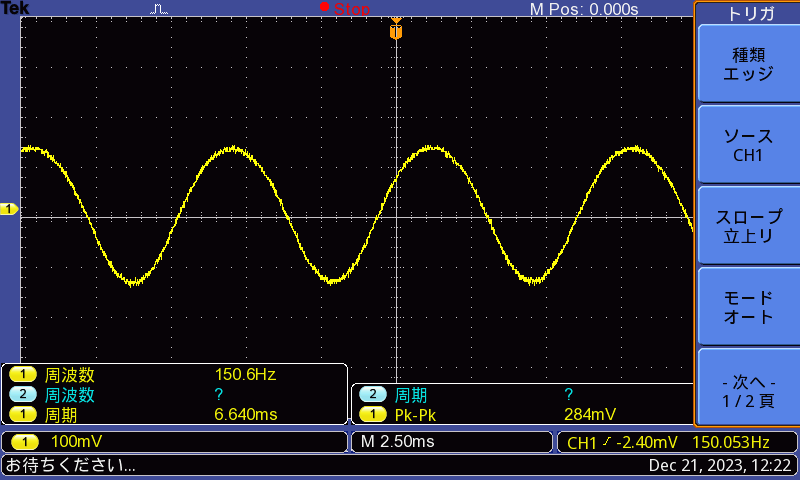 Tek Stop M Pos: 0.000s
トリガ
T
種類
エッジ
ソース
CH1
1
スロープ
立上り
モード
オート
- 次へ -
1 / 2 頁
1 周波数 150.6Hz
2 周波数 ?
1 周期 6.640ms
2 周期 ?
1 Pk-Pk 284mV
1 100mV M 2.50ms CH1 -2.40mV 150.053Hz
お待ちください...
Dec 21, 2023, 12:22